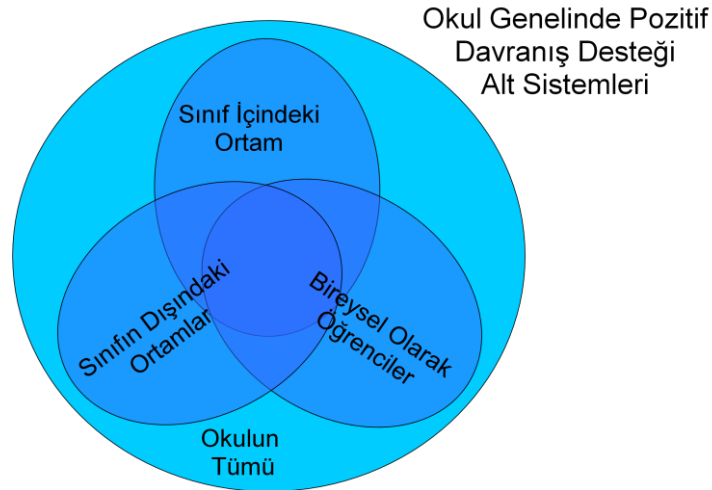 Okul Genelinde Pozitif
Davranış Desteği
Alt Sistemleri
Sınıf İçindeki
Ortam
Sınıfın Dışındaki
Ortamlar
Bireysel Olarak
Öğrenciler
Okulun
Tümü